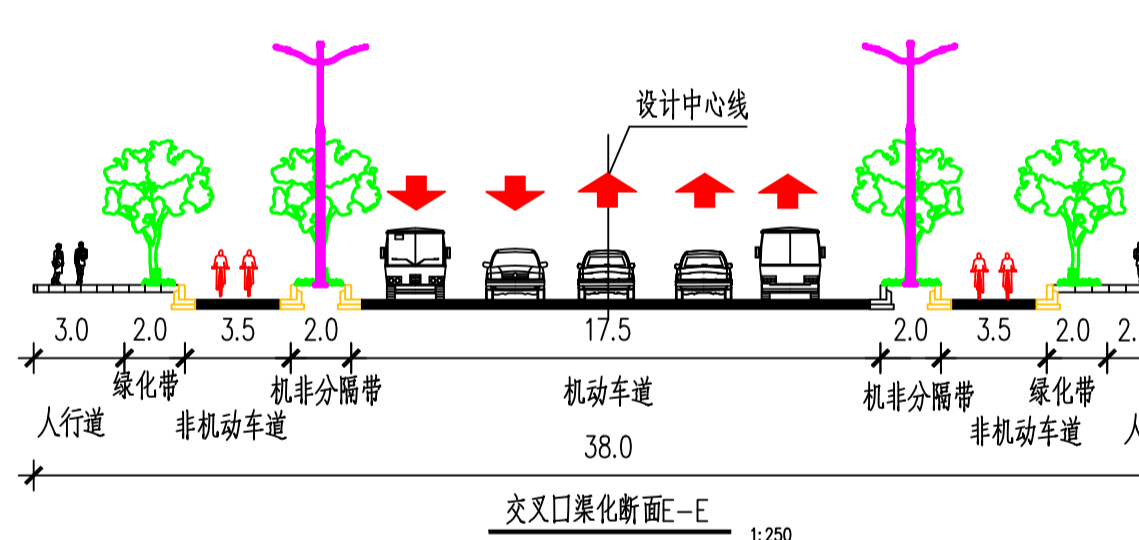 设计中心线
3.0 2.0 3.5 2.0 17.5 2.0 3.5 2.0 2.
绿化带 机非分隔带 机动车道 机非分隔带 绿化带
人行道 非机动车道 非机动车道 人
38.0
交叉口渠化断面E-E 1:250